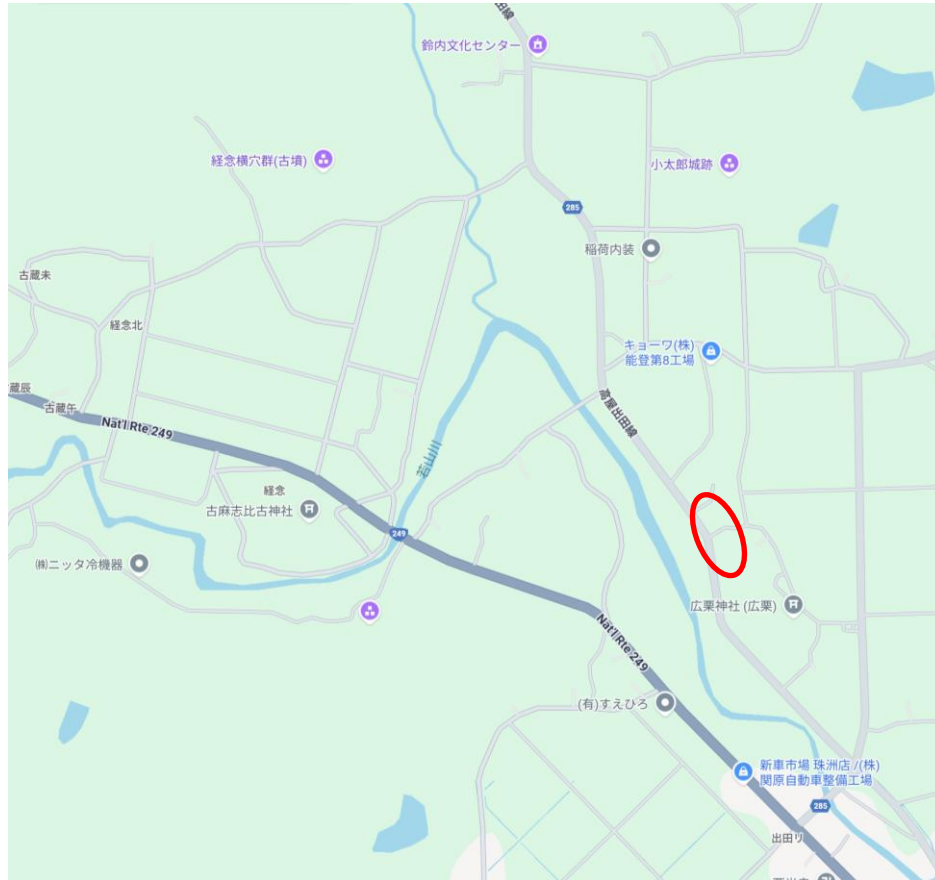 鈴内文化センター
経念横穴群(古墳)
小太郎城跡
285
稲荷内装
古蔵未
経念北
キョーワ(株)
能登第8工場
蔵辰
古蔵午
Nat'l Rte 249
高屋出田線
若山川
経念
古麻志比古神社
249
㈱ニッタ冷機器
広栗神社 (広栗)
Nat'l Rte 249
(有)すえひろ
新車市場 珠洲店 /(株)
関原自動車整備工場
285
出田リ